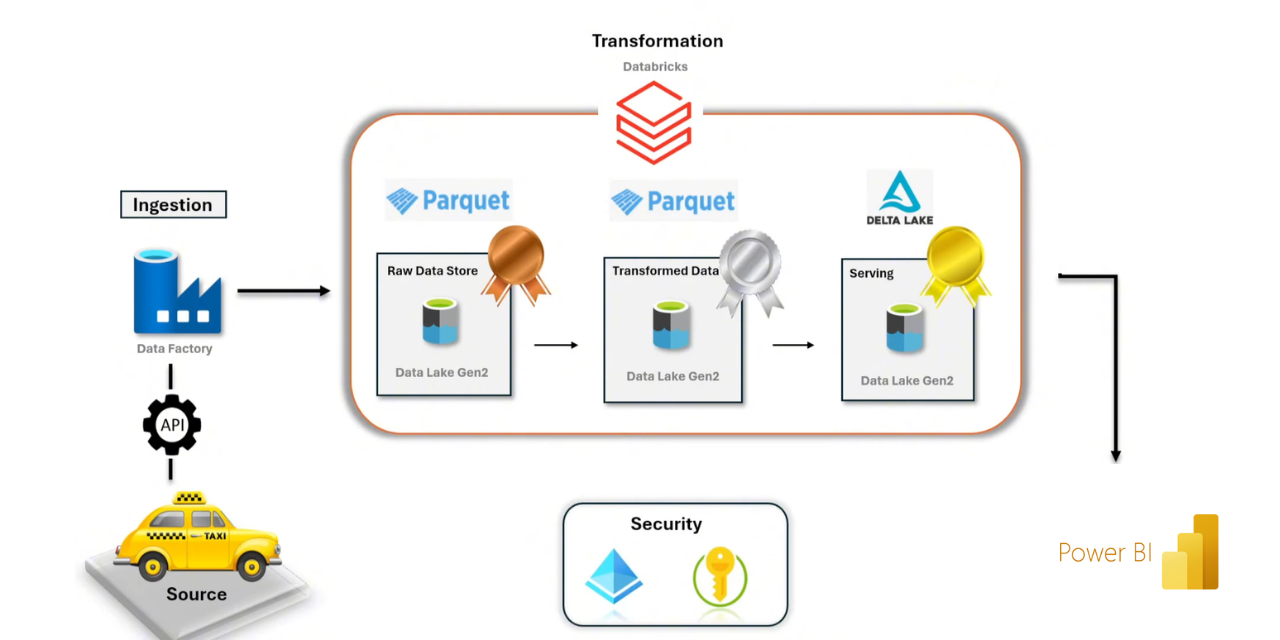 Transformation
Databricks
Parquet
Parquet
DELTA LAKE
Ingestion
Raw Data Store
Transformed Data
Serving
Data Factory
Data Lake Gen2
Data Lake Gen2
Data Lake Gen2
API
Security
TAXI
Power BI
Source